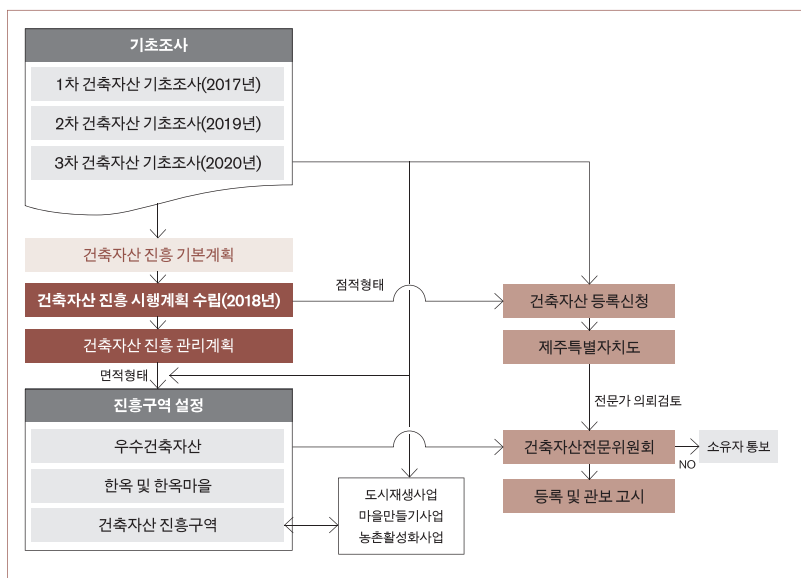 기초조사
1차 건축자산 기초조사(2017년)
2차 건축자산 기초조사(2019년)
3차 건축자산 기초조사(2020년)
건축자산 진흥 기본계획
건축자산 진흥 시행계획 수립(2018년)
건축자산 진흥 관리계획
면적형태
진흥구역 설정
우수건축자산
한옥 및 한옥마을
건축자산 진흥구역
점적형태
도시재생사업
마을만들기사업
농촌활성화사업
건축자산 등록신청
제주특별자치도
전문가 의뢰검토
건축자산전문위원회
NO
소유자 통보
등록 및 관보 고시